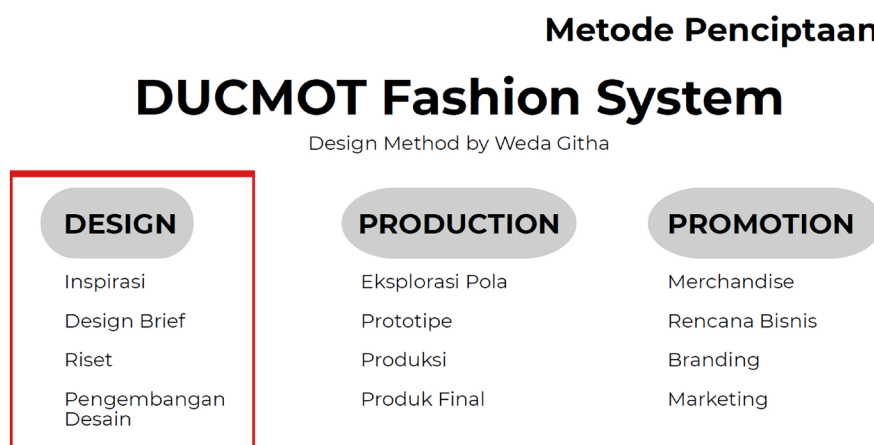 Metode Penciptaan
DUCMOT Fashion System
Design Method by Weda Githa
DESIGN
Inspirasi
Design Brief
Riset
Pengembangan
Desain
PRODUCTION
Eksplorasi Pola
Prototipe
Produksi
Produk Final
PROMOTION
Merchandise
Rencana Bisnis
Branding
Marketing